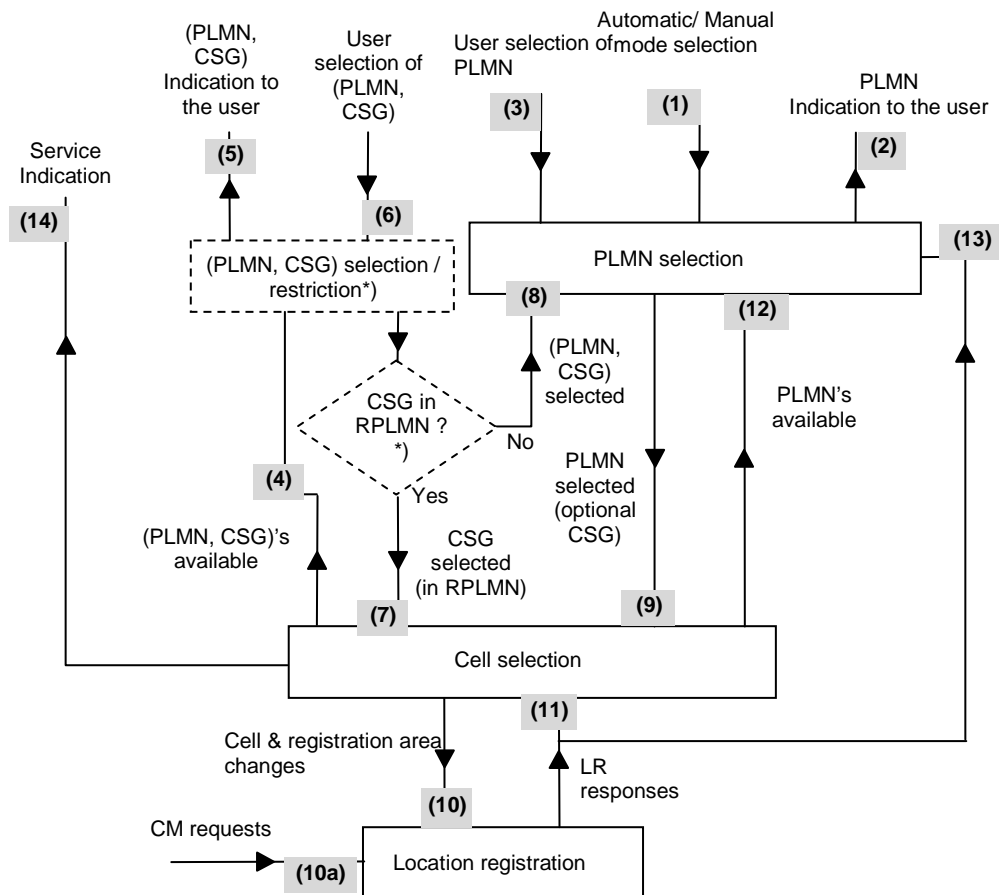 (PLMN,
CSG)
Indication to
the user
User
selection of
(PLMN,
CSG)
User selection of
PLMN
Automatic/ Manual
mode selection
PLMN
Indication to the user
(3)
(1)
(2)
(5)
Service
Indication
(14)
(6)
(13)
(PLMN, CSG) selection /
restriction*)
PLMN selection
(8)
(12)
(PLMN,
CSG)
selected
CSG in
RPLMN ?
*)
No
PLMN's
available
(4)
Yes
PLMN
selected
(optional
CSG)
(PLMN, CSG)'s
available
CSG
selected
(in RPLMN)
(7)
(9)
Cell selection
(11)
Cell & registration area
changes
LR
responses
(10)
CM requests
(10a)
Location registration